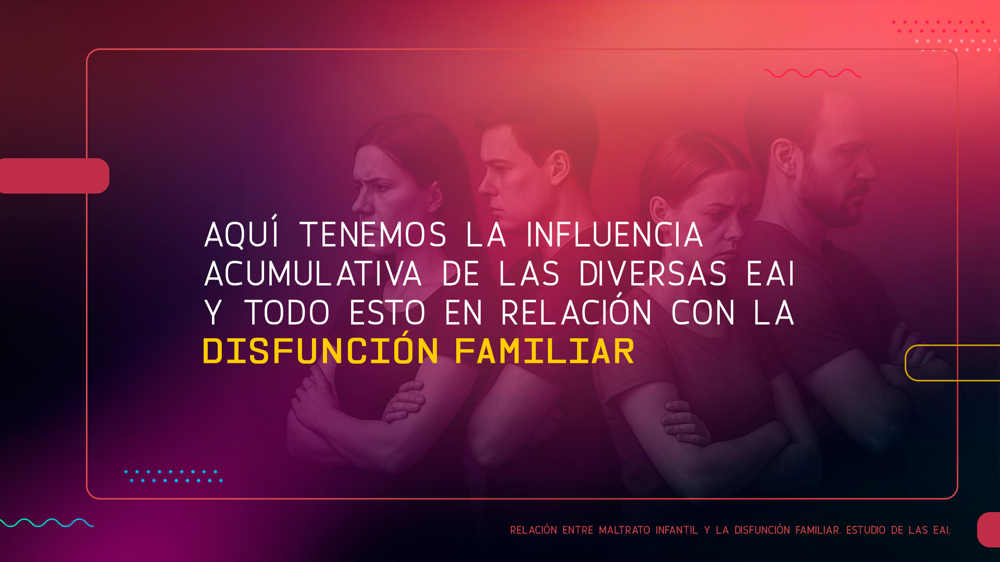 AQUÍ TENEMOS LA INFLUENCIA
ACUMULATIVA DE LAS DIVERSAS EAI
Y TODO ESTO EN RELACIÓN CON LA
DISFUNCIÓN FAMILIAR
RELACIÓN ENTRE MALTRATO INFANTIL Y LA DISFUNCIÓN FAMILIAR. ESTUDIO DE LAS EAI.